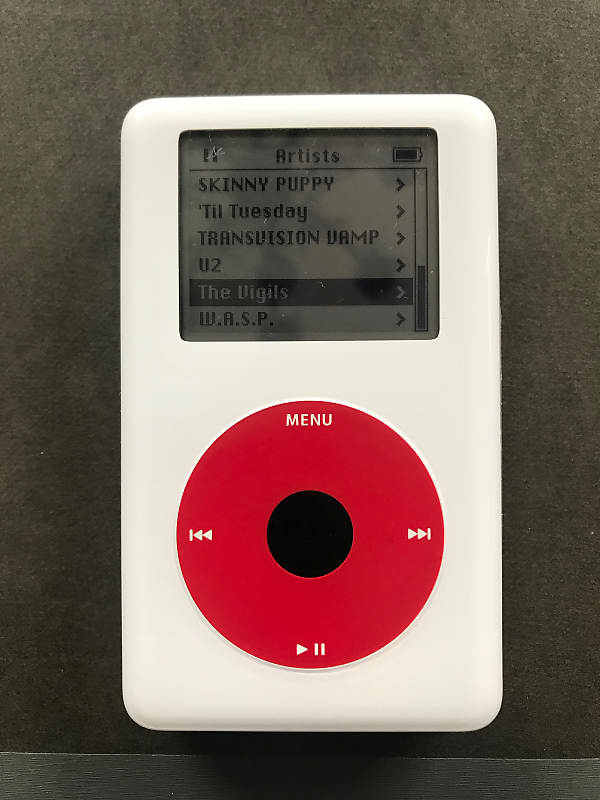 Artists
SKINNY PUPPY
'Til Tuesday
TRANSVISION VAMP
U2
The Vigils
W.A.S.P.
MENU